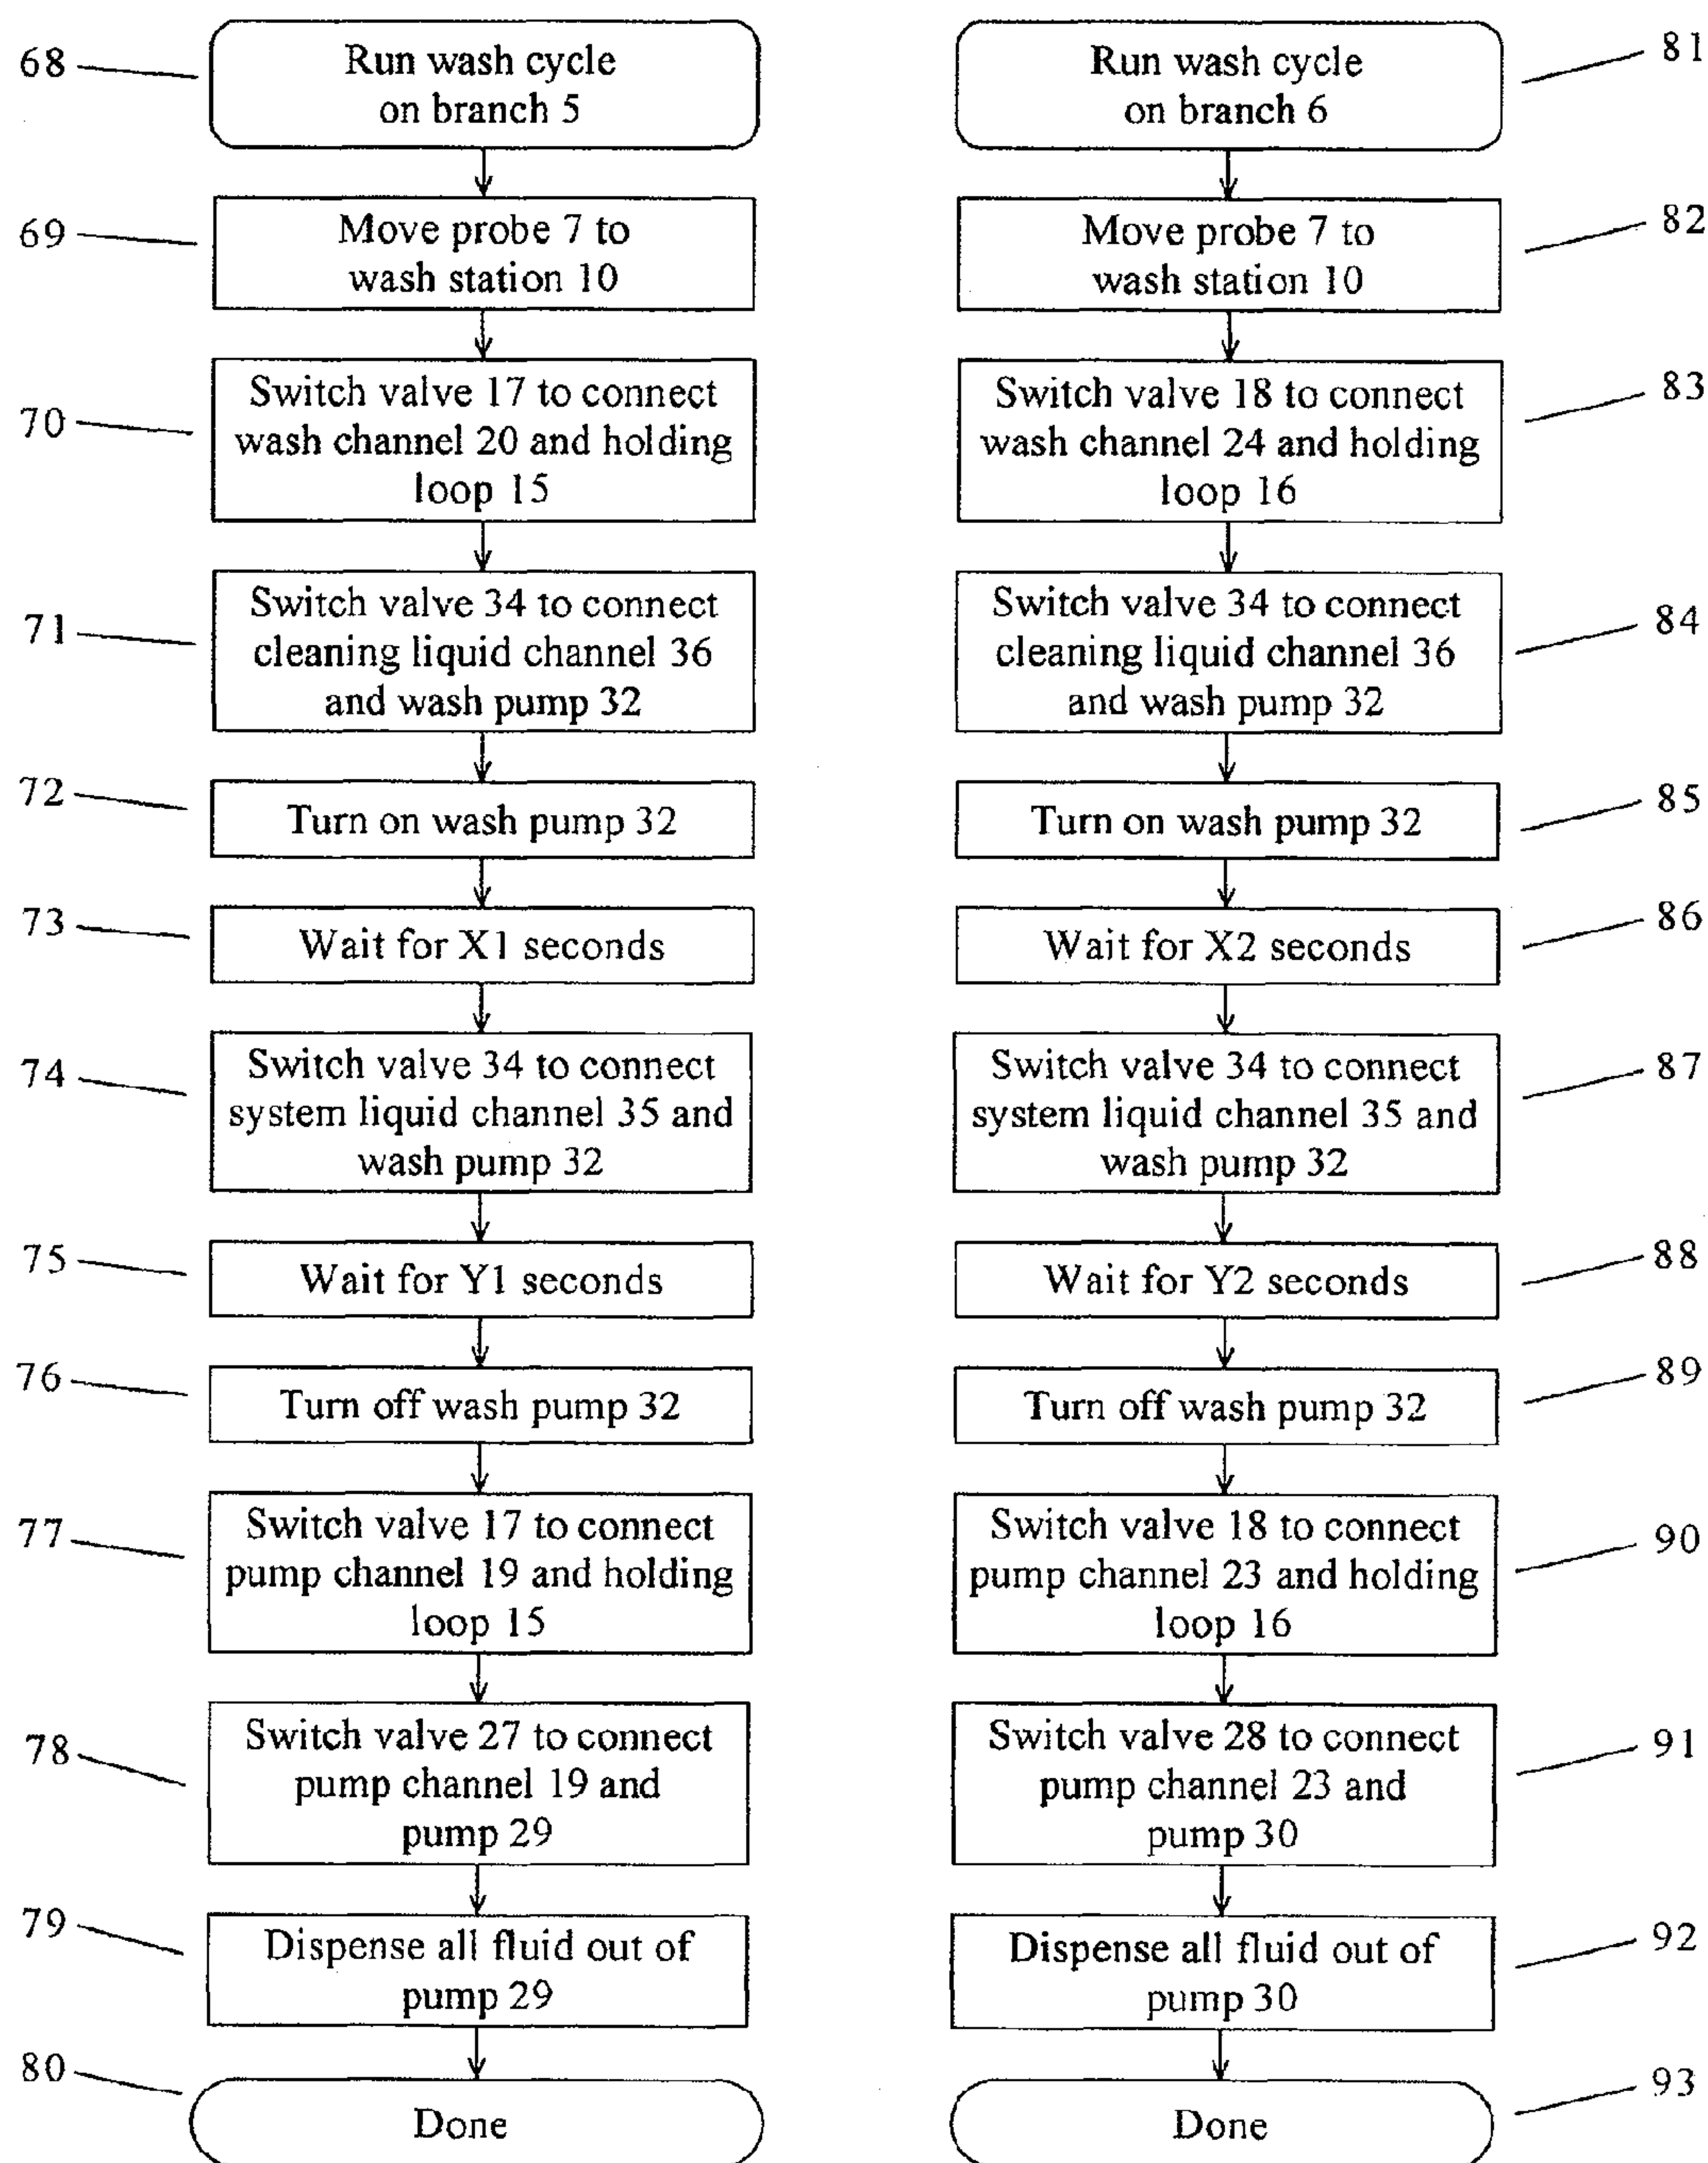 68
Run wash cycle
on branch 5
69
Move probe 7 to
wash station 10
70
Switch valve 17 to connect
wash channel 20 and holding
loop 15
71
Switch valve 34 to connect
cleaning liquid channel 36
and wash pump 32
72
Turn on wash pump 32
73
Wait for X1 seconds
74
Switch valve 34 to connect
system liquid channel 35 and
wash pump 32
75
Wait for Y1 seconds
76
Turn off wash pump 32
77
Switch valve 17 to connect
pump channel 19 and holding
loop 15
78
Switch valve 27 to connect
pump channel 19 and
pump 29
79
Dispense all fluid out of
pump 29
80
Done
81
Run wash cycle
on branch 6
82
Move probe 7 to
wash station 10
83
Switch valve 18 to connect
wash channel 24 and holding
loop 16
84
Switch valve 34 to connect
cleaning liquid channel 36
and wash pump 32
85
Turn on wash pump 32
86
Wait for X2 seconds
87
Switch valve 34 to connect
system liquid channel 35 and
wash pump 32
88
Wait for Y2 seconds
89
Turn off wash pump 32
90
Switch valve 18 to connect
pump channel 23 and holding
loop 16
91
Switch valve 28 to connect
pump channel 23 and
pump 30
92
Dispense all fluid out of
pump 30
93
Done